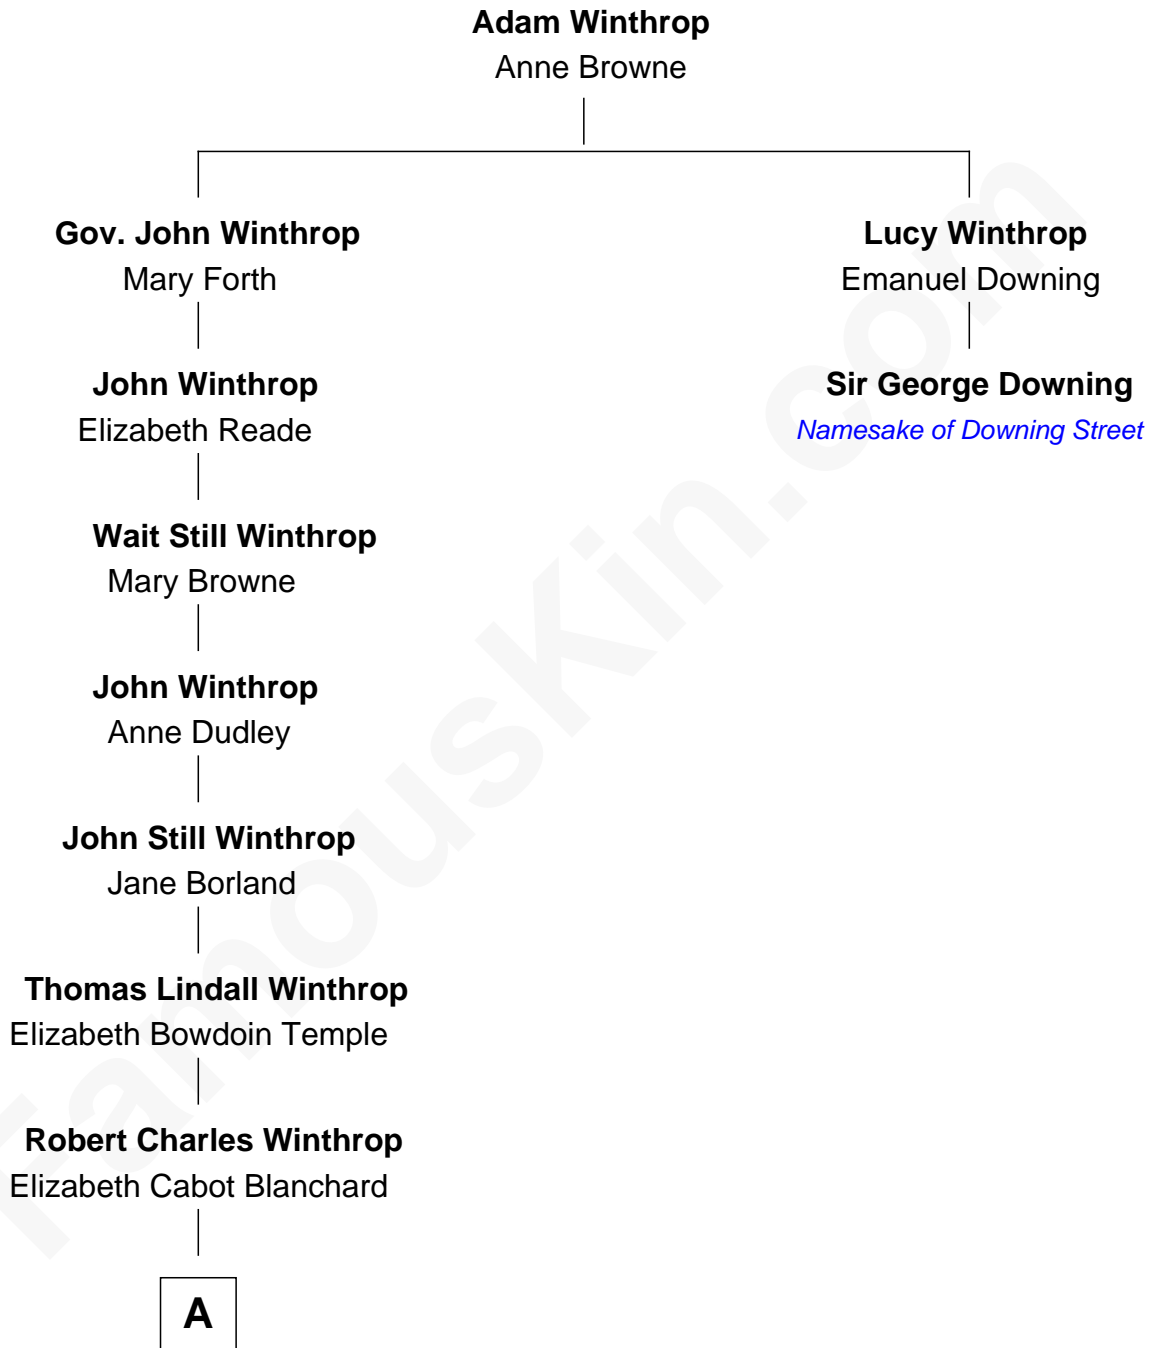 Adam Winthrop
Anne Browne
Gov. John Winthrop
Mary Forth
Lucy Winthrop
Emanuel Downing
John Winthrop
Elizabeth Reade
Sir George Downing
Namesake of Downing Street
Wait Still Winthrop
Mary Browne
John Winthrop
Anne Dudley
John Still Winthrop
Jane Borland
Thomas Lindall Winthrop
Elizabeth Bowdoin Temple
Robert Charles Winthrop
Elizabeth Cabot Blanchard
A
FamousKin.com